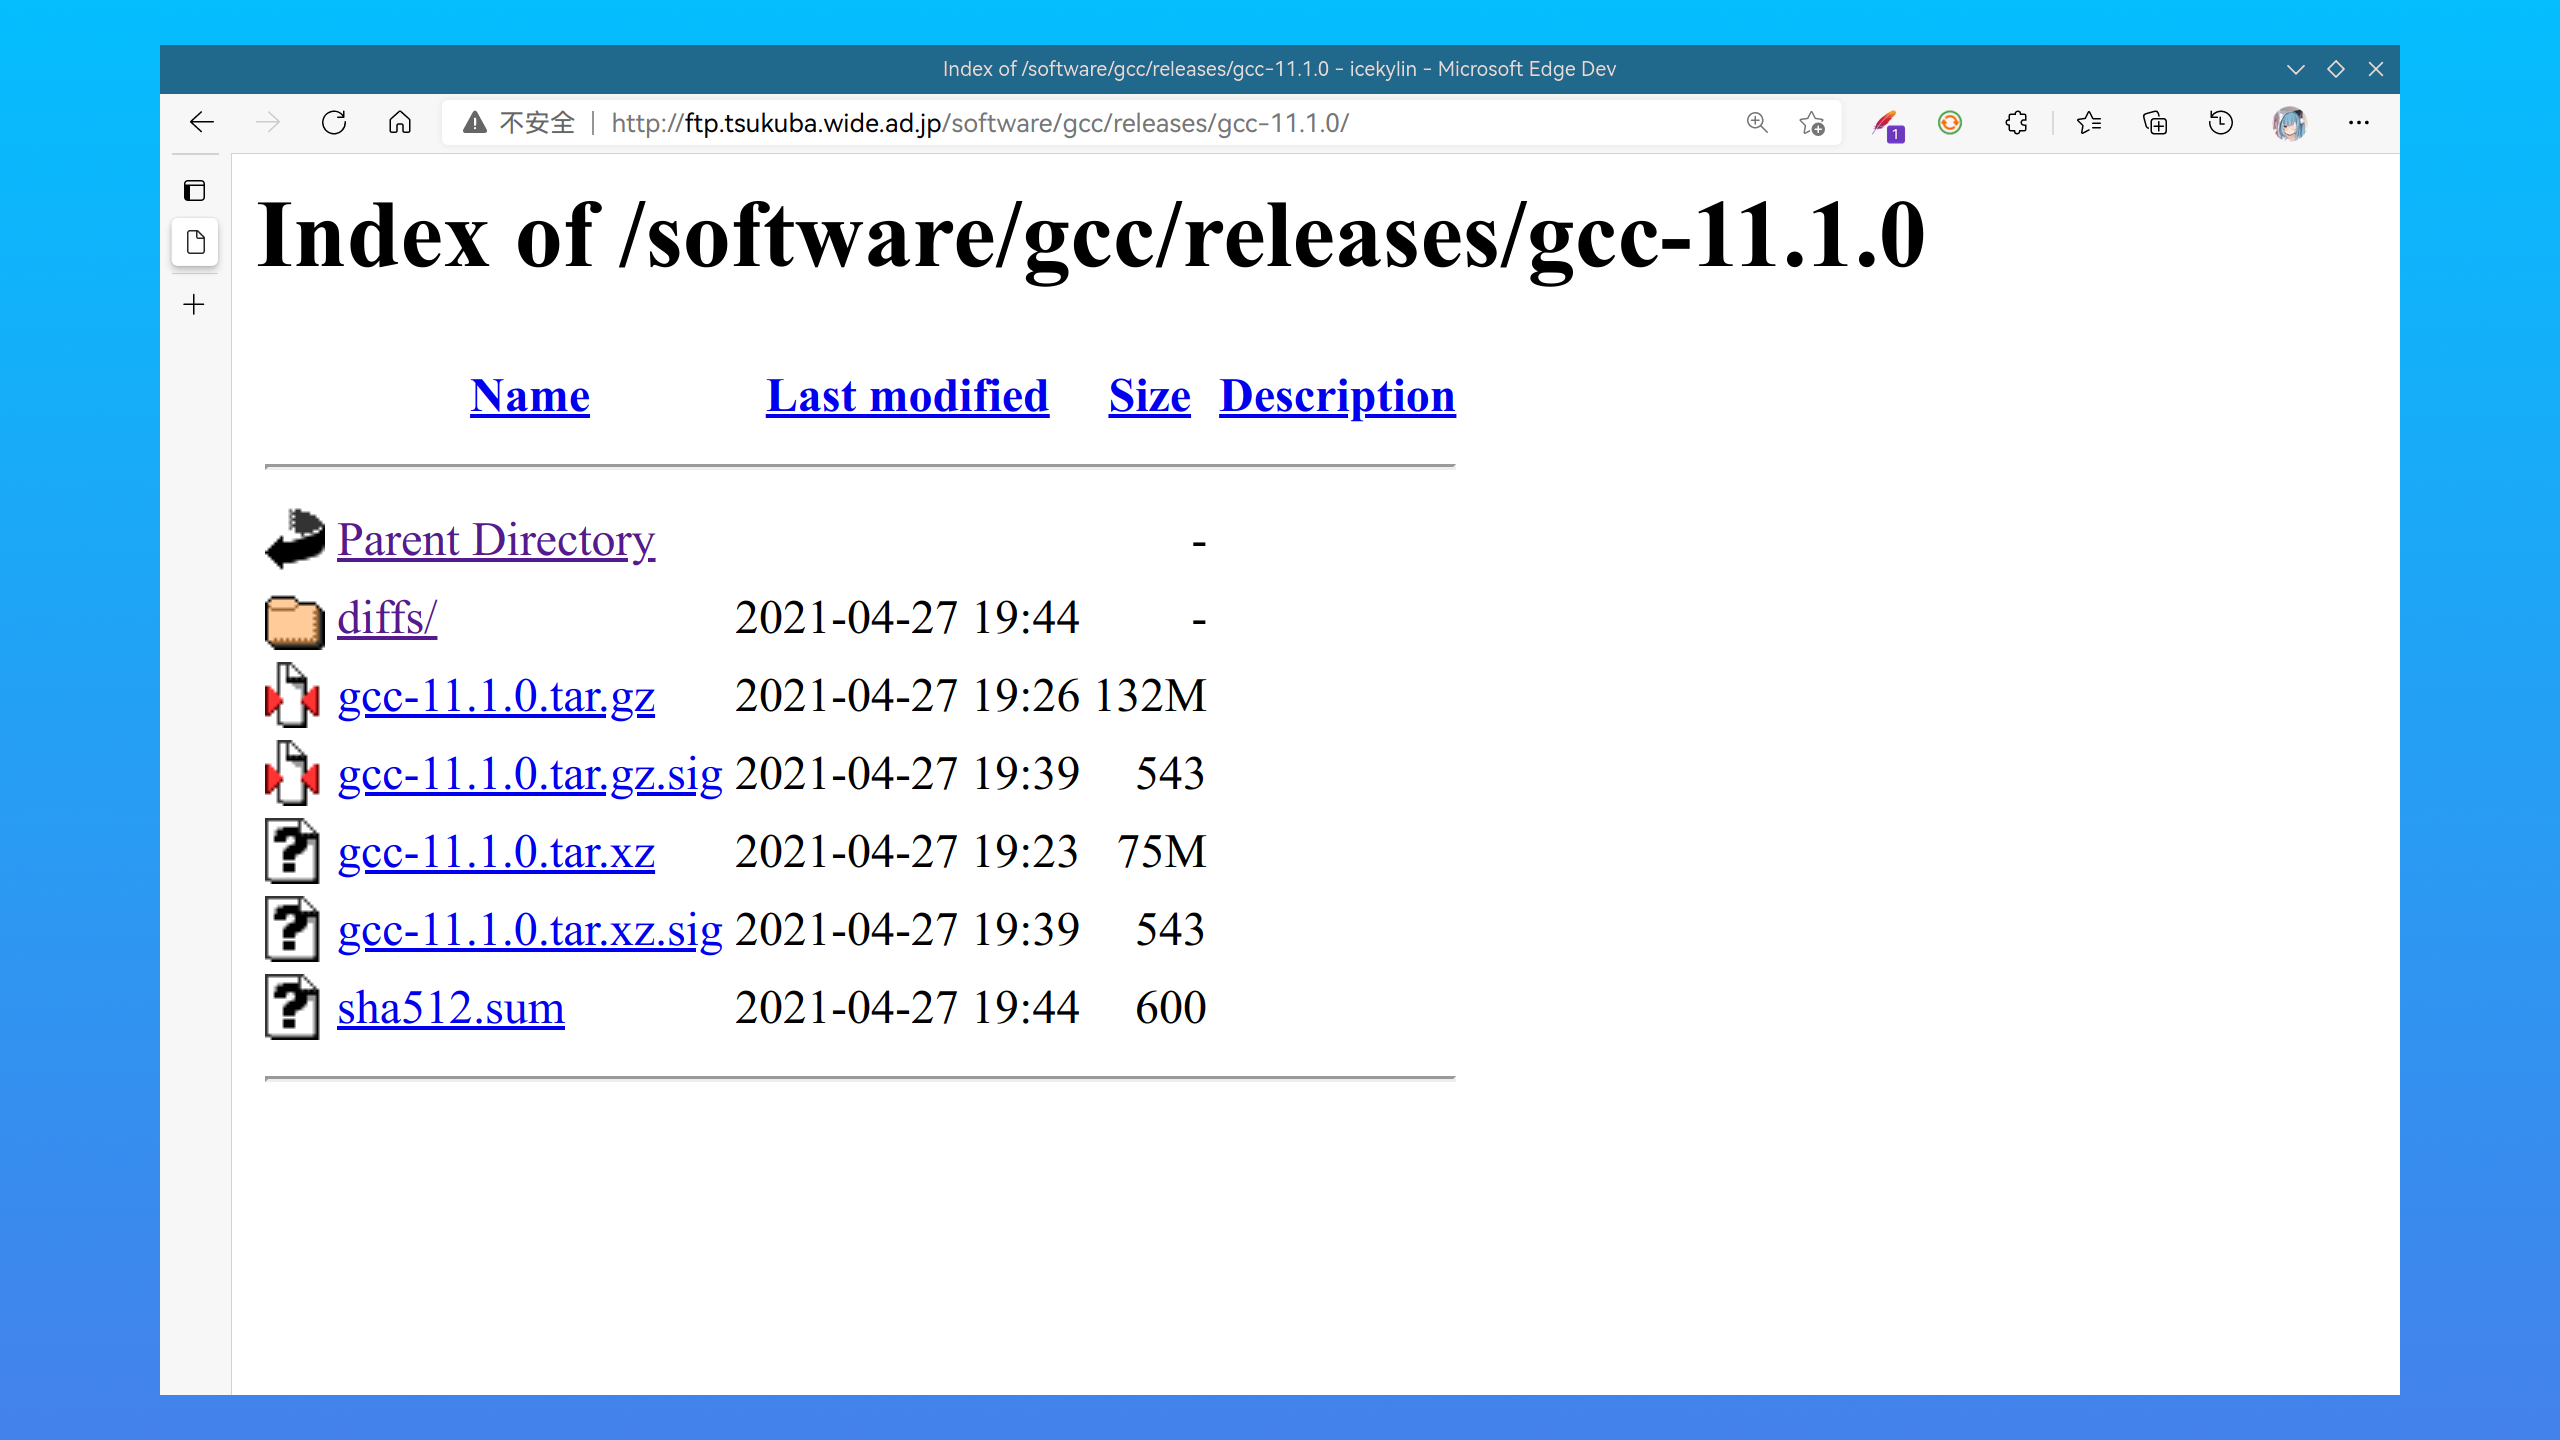 Index of /software/gcc/releases/gcc-11.1.0 - icekylin - Microsoft Edge Dev
不安全 | http://ftp.tsukuba.wide.ad.jp/software/gcc/releases/gcc-11.1.0/
1
Index of /software/gcc/releases/gcc-11.1.0
Name Last modified Size Description
Parent Directory -
diffs/ 2021-04-27 19:44 -
gcc-11.1.0.tar.gz 2021-04-27 19:26 132M
gcc-11.1.0.tar.gz.sig 2021-04-27 19:39 543
gcc-11.1.0.tar.xz 2021-04-27 19:23 75M
gcc-11.1.0.tar.xz.sig 2021-04-27 19:39 543
sha512.sum 2021-04-27 19:44 600